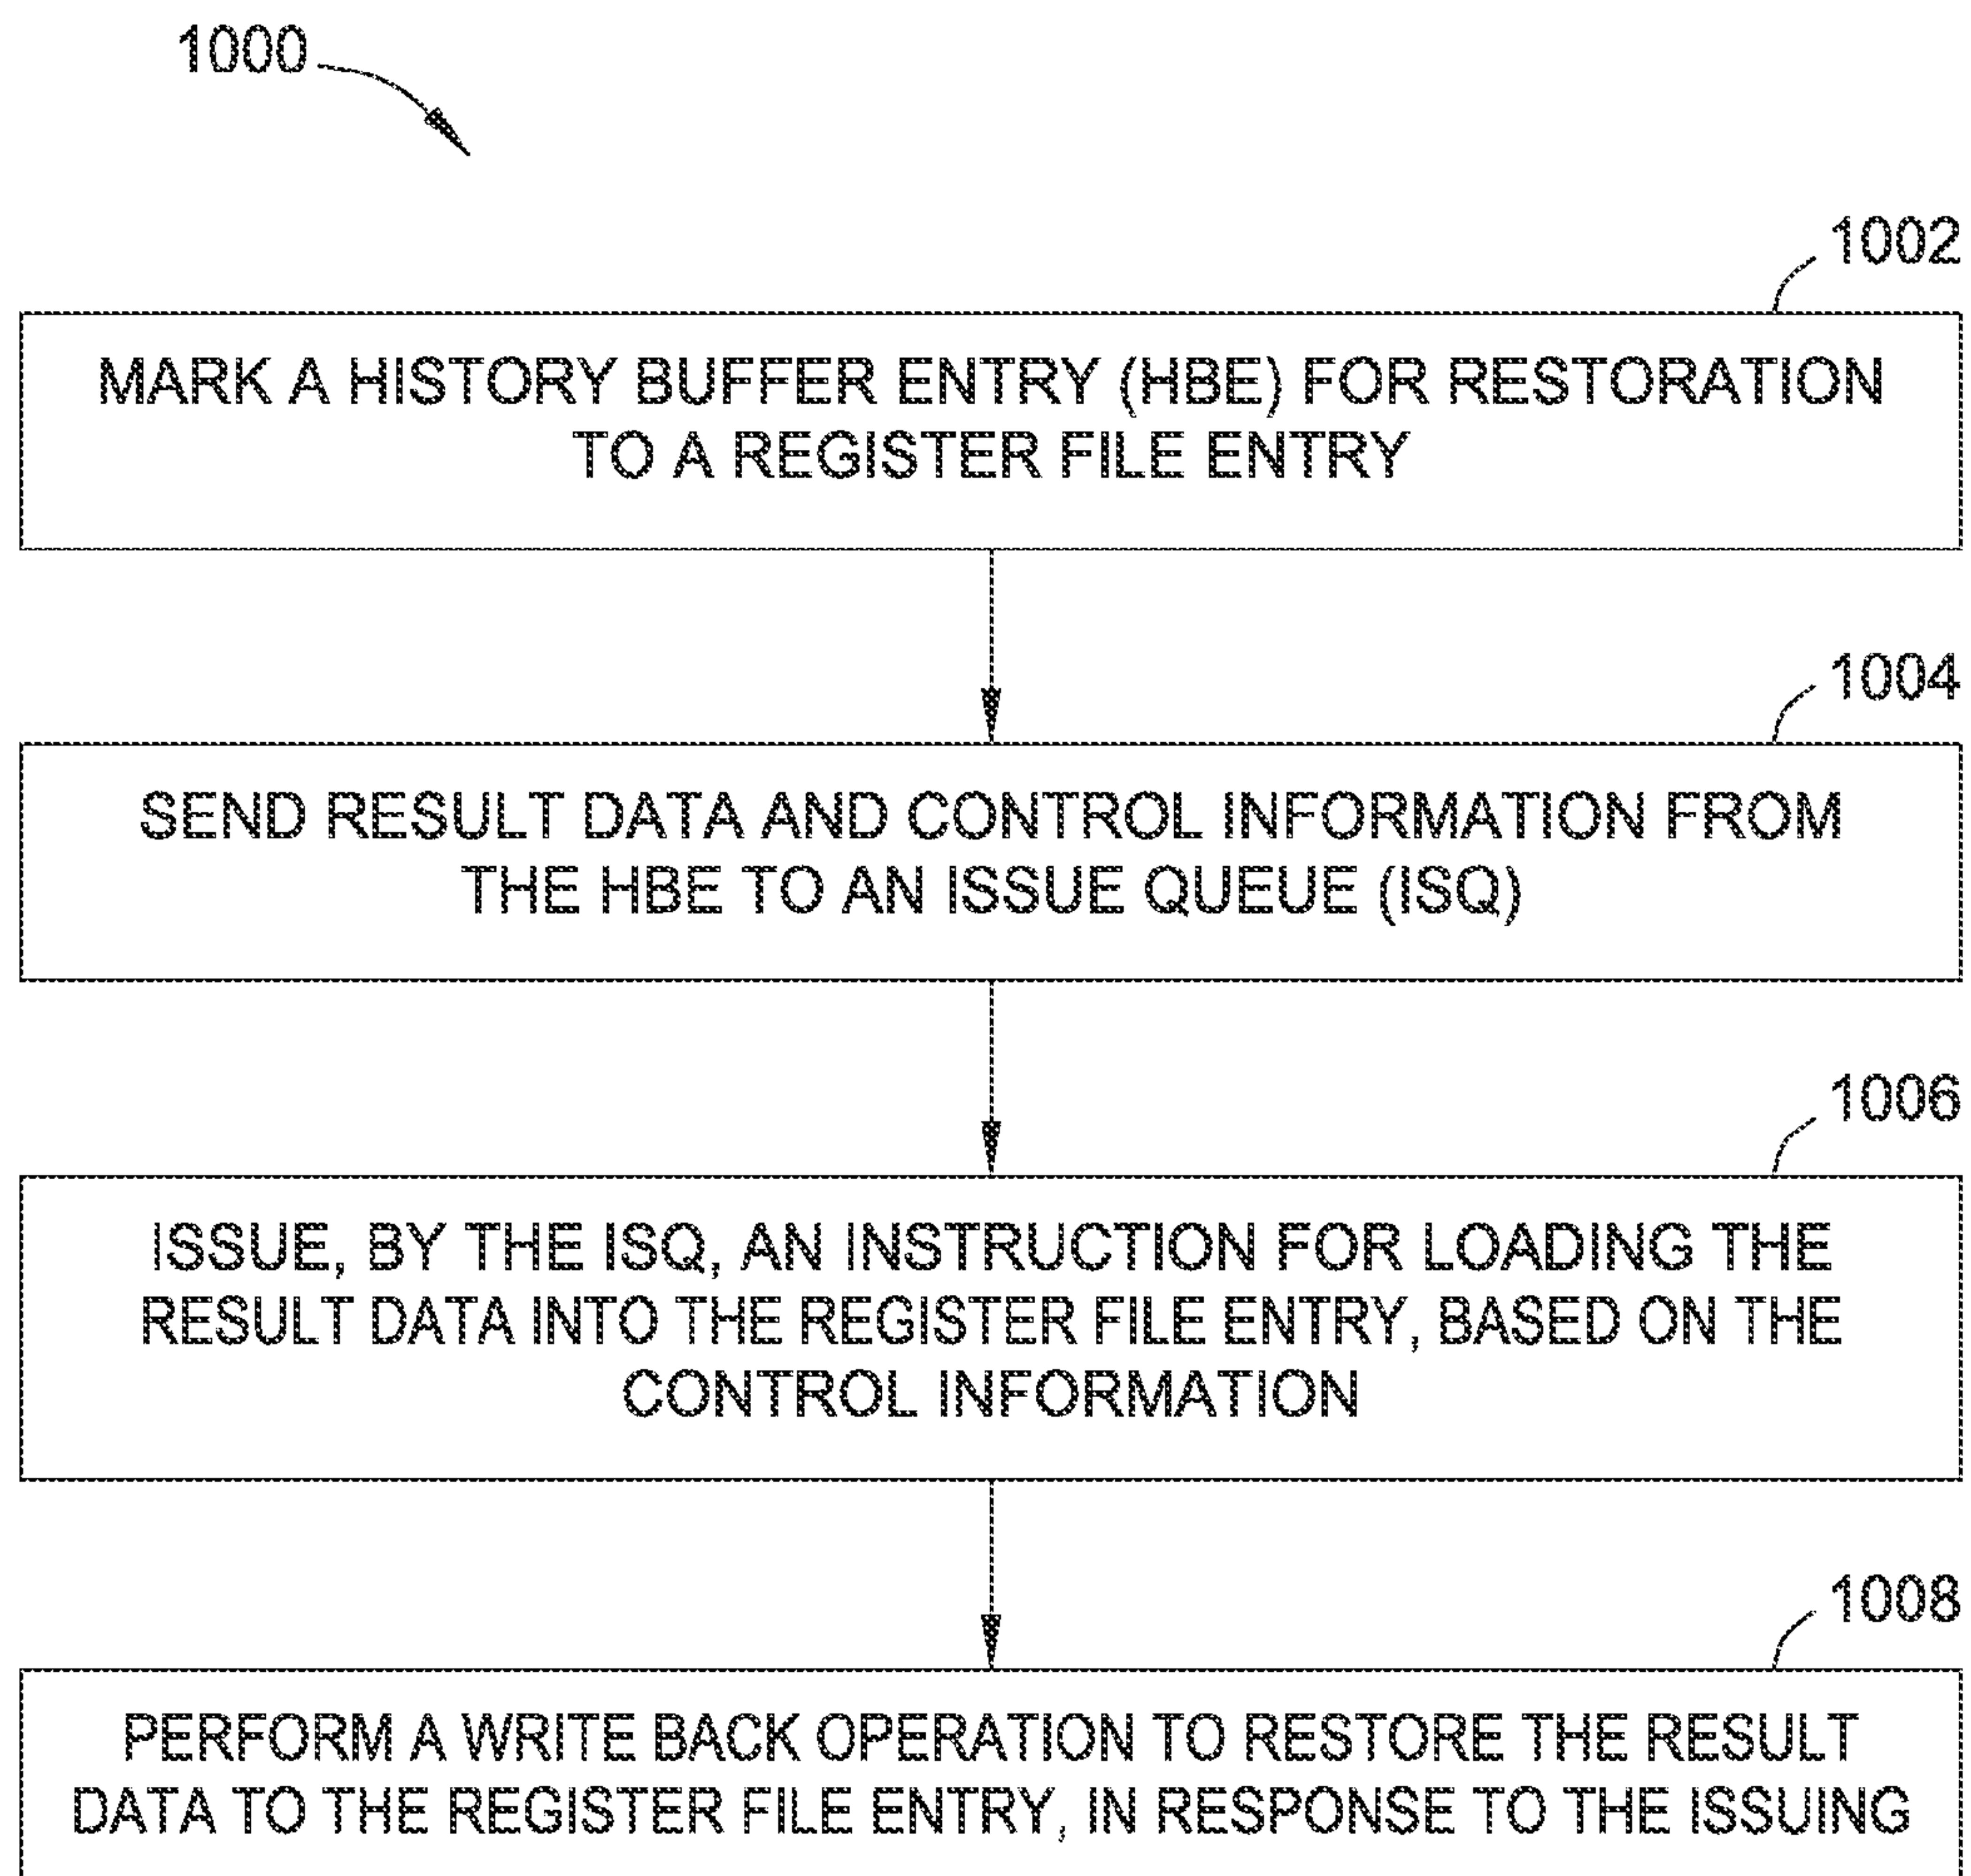 1000
1002
MARK A HISTORY BUFFER ENTRY (HBE) FOR RESTORATION
TO A REGISTER FILE ENTRY
1004
SEND RESULT DATA AND CONTROL INFORMATION FROM
THE HBE TO AN ISSUE QUEUE (ISQ)
1006
ISSUE, BY THE ISQ, AN INSTRUCTION FOR LOADING THE
RESULT DATA INTO THE REGISTER FILE ENTRY, BASED ON THE
CONTROL INFORMATION
1008
PERFORM A WRITE BACK OPERATION TO RESTORE THE RESULT
DATA TO THE REGISTER FILE ENTRY, IN RESPONSE TO THE ISSUING